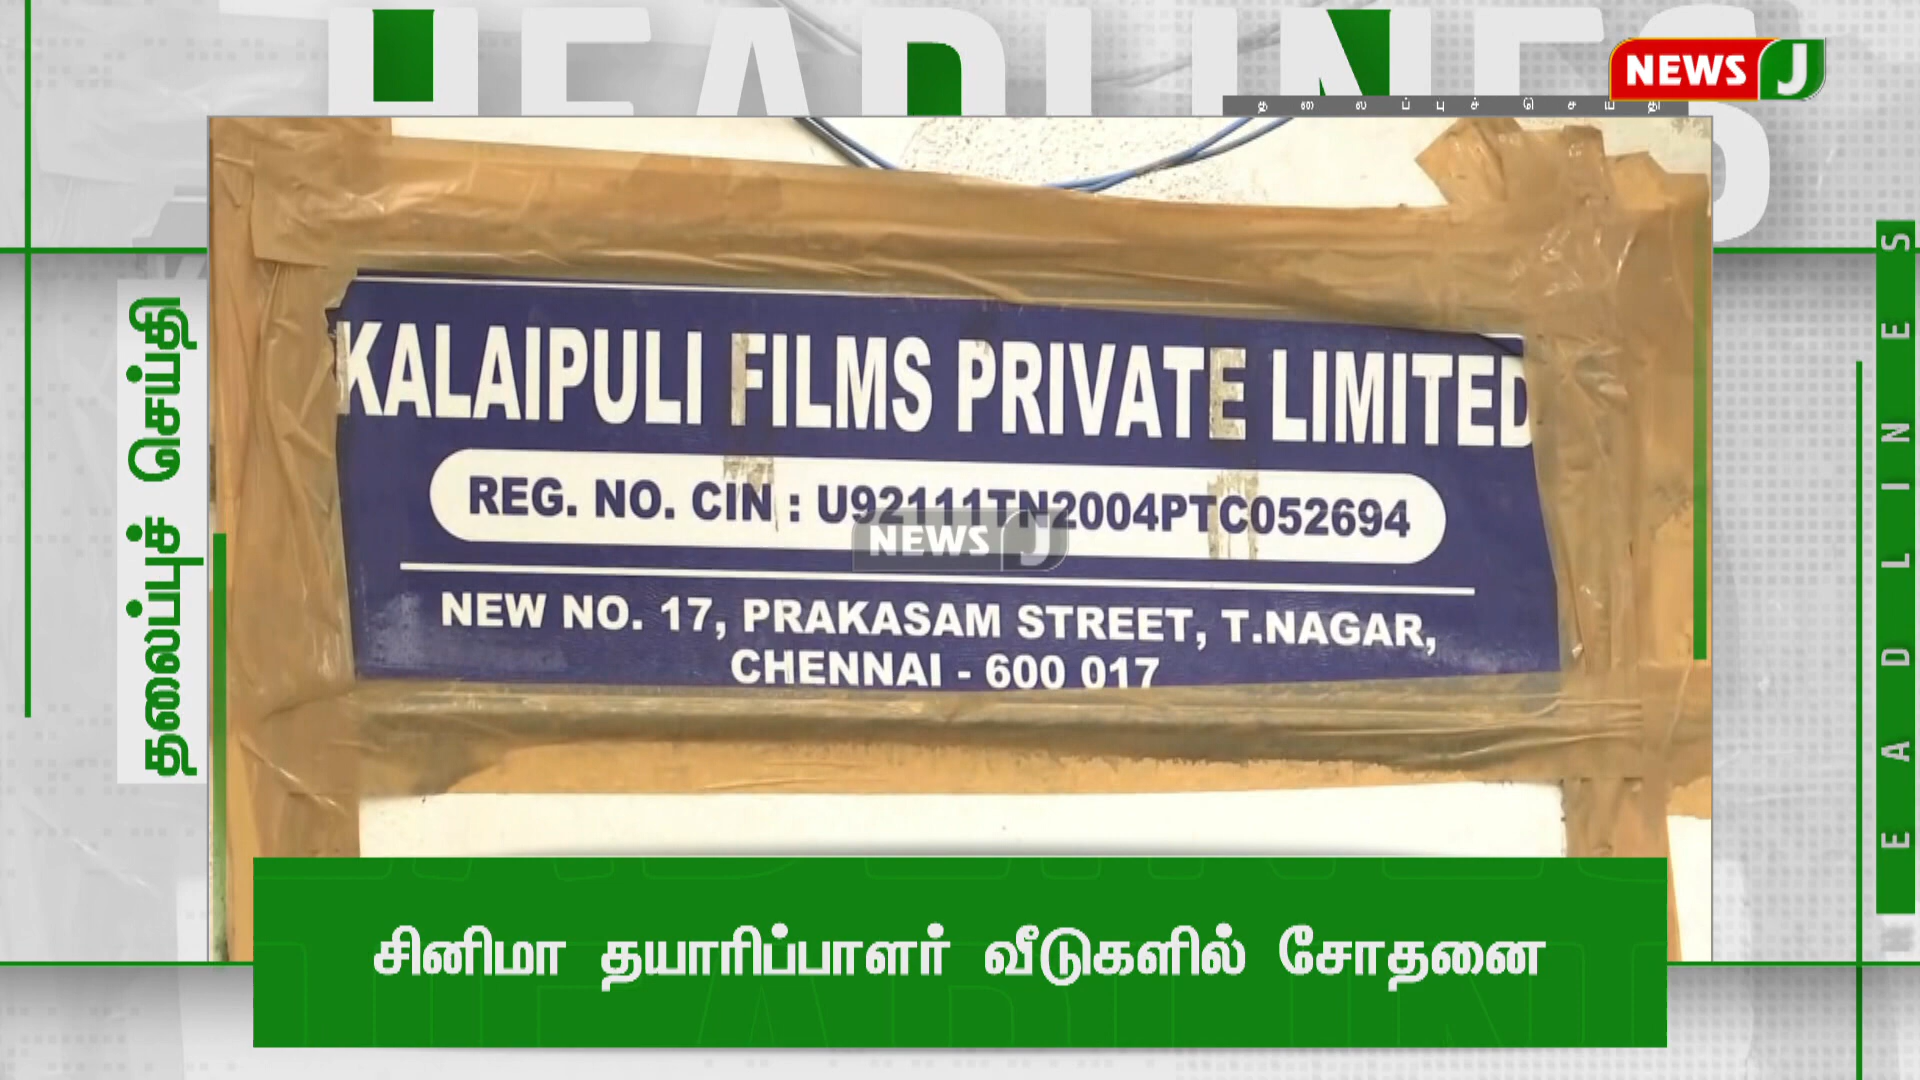 HEADLINES
NEWS J
தலைப்புச் செய்தி
KALAIPULI FILMS PRIVATE LIMITED
REG. NO. CIN : U92111TN2004PTC052694
NEWS J
NEW NO. 17, PRAKASAM STREET, T.NAGAR,
CHENNAI - 600 017
சினிமா தயாரிப்பாளர் வீடுகளில் சோதனை
EADLINES